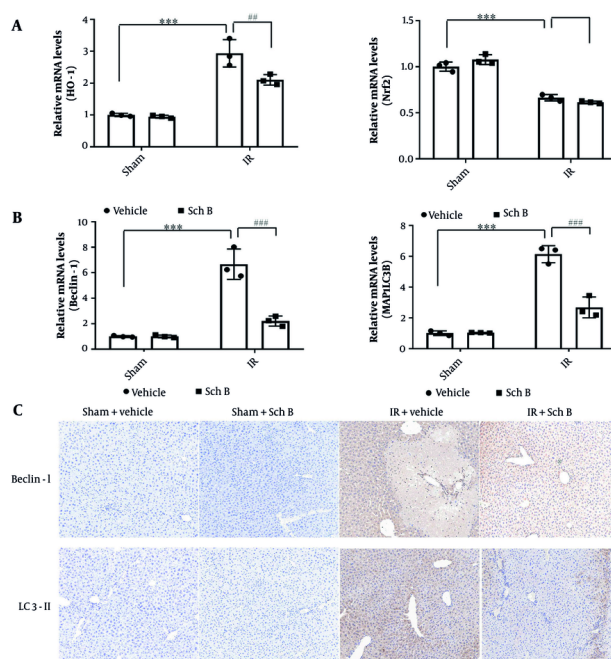 A
Relative mRNA levels
(HO - 1)
4
3
2
1
0
***
##
Sham
IR
Relative mRNA levels
(Nrf2)
1.5
1.0
0.5
0.0
***
Sham
IR
Vehicle
Sch B
Vehicle
Sch B
B
Relative mRNA levels
(Beclin - 1)
10
8
6
4
2
0
***
###
Sham
IR
Relative mRNA levels
(MAP1LC3B)
8
6
4
2
0
***
###
Sham
IR
Vehicle
Sch B
Vehicle
Sch B
C
Sham + vehicle
Sham + Sch B
IR + vehicle
IR + Sch B
Beclin - 1
LC 3 - II